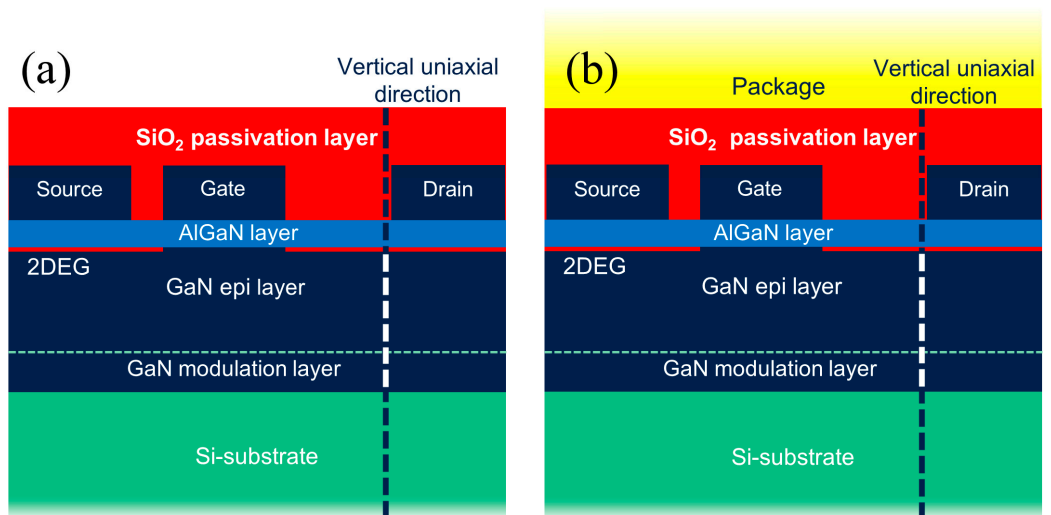 (a)
Vertical uniaxial
direction
SiO₂ passivation layer
Source
Gate
Drain
AlGaN layer
2DEG
GaN epi layer
GaN modulation layer
Si-substrate
(b)
Package
Vertical uniaxial
direction
SiO₂ passivation layer
Source
Gate
Drain
AlGaN layer
2DEG
GaN epi layer
GaN modulation layer
Si-substrate